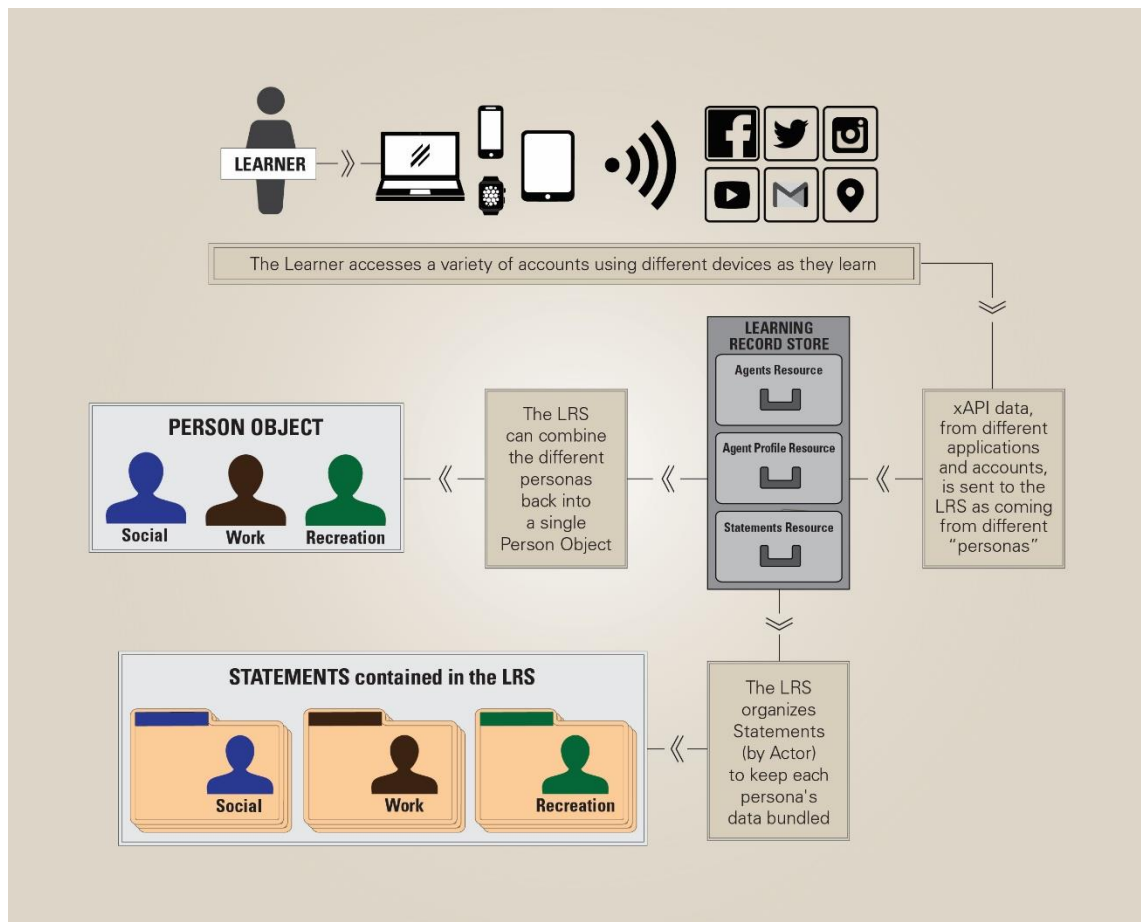 LEARNER
The Learner accesses a variety of accounts using different devices as they learn
LEARNING
RECORD STORE
Agents Resource
Agent Profile Resource
Statements Resource
xAPI data,
from different
applications
and accounts,
is sent to the
LRS as coming
from different
“personas”
The LRS
can combine
the different
personas
back into
a single
Person Object
PERSON OBJECT
Social
Work
Recreation
The LRS
organizes
Statements
(by Actor)
to keep each
persona's
data bundled
STATEMENTS contained in the LRS
Social
Work
Recreation